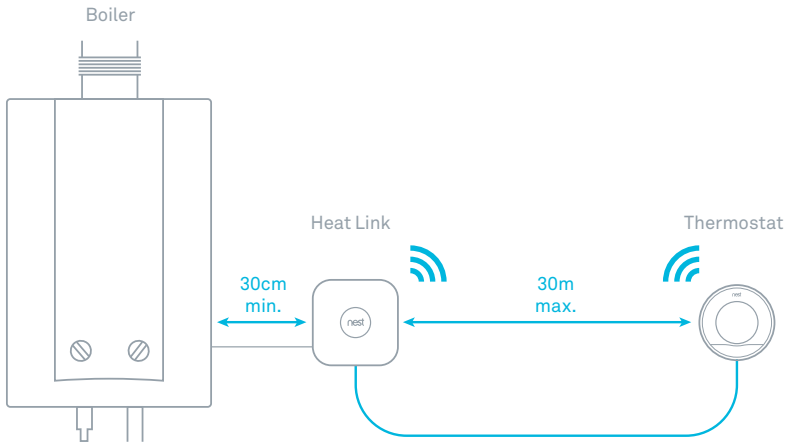 Boiler
Heat Link
Thermostat
30cm
min.
30m
max.
nest
nest